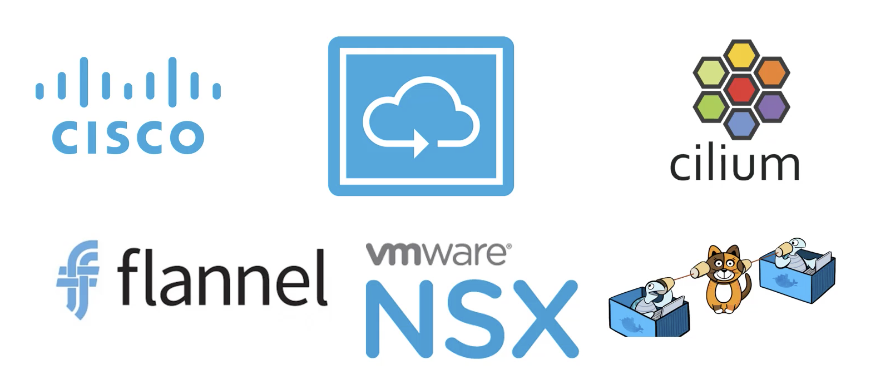 CISCO
cilium
flannel
vmware®
NSX